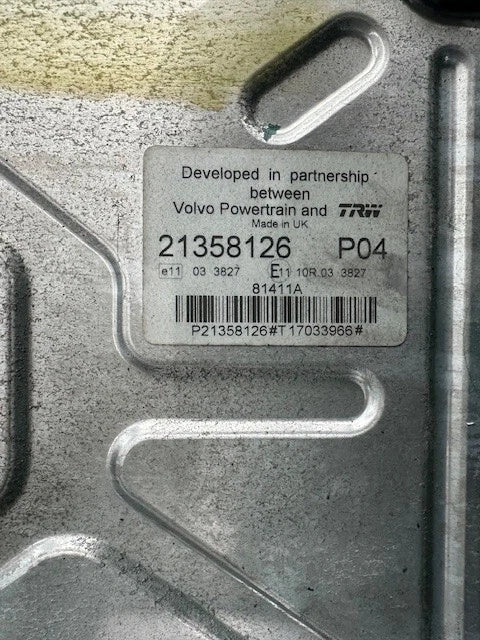 Developed in partnership
between
Volvo Powertrain and TRW
Made in UK
21358126 P04
e11 03 3827 E11 10R.03 3827
81411A
P21358126#T17033966#